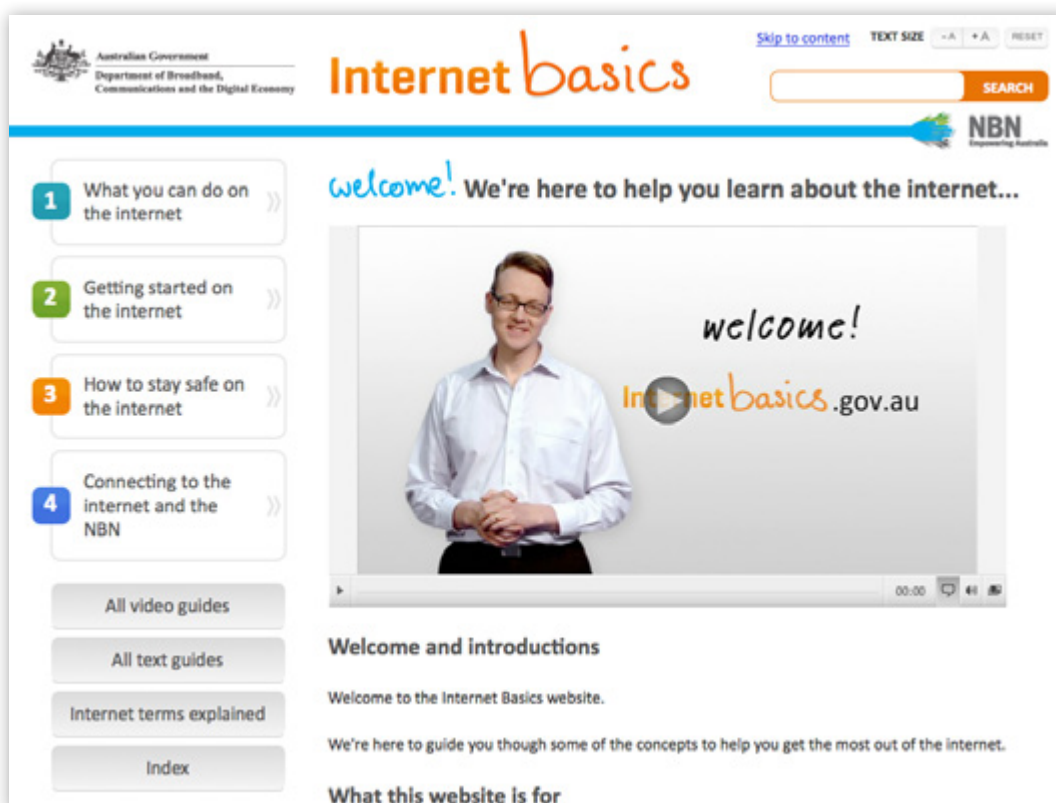 Australian Government
Department of Broadband,
Communications and the Digital Economy
Internet basics
Skip to content TEXT SIZE -A +A RESET
SEARCH
NBN
Empowering Australia
1 What you can do on
the internet
2 Getting started on
the internet
3 How to stay safe on
the internet
4 Connecting to the
internet and the
NBN
All video guides
All text guides
Internet terms explained
Index
welcome! We're here to help you learn about the internet...
welcome!
Internet basics.gov.au
00:00
Welcome and introductions
Welcome to the Internet Basics website.
We're here to guide you though some of the concepts to help you get the most out of the internet.
What this website is for